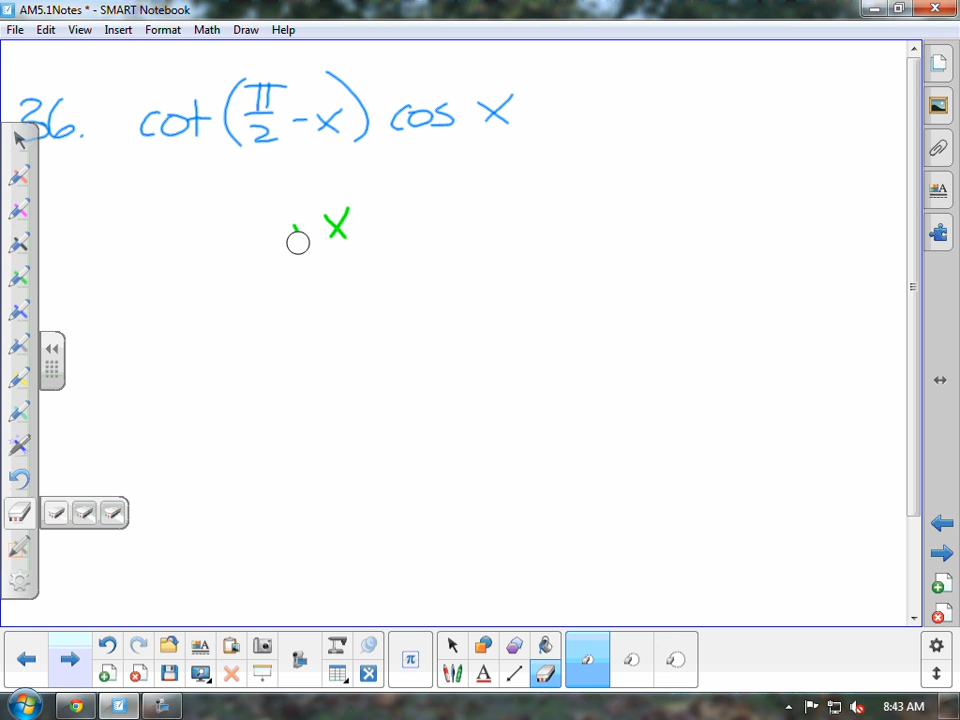 AM5.1Notes * - SMART Notebook
File Edit View Insert Format Math Draw Help
36. cot (π/2 - x) cos x
x
π
A
8:43 AM